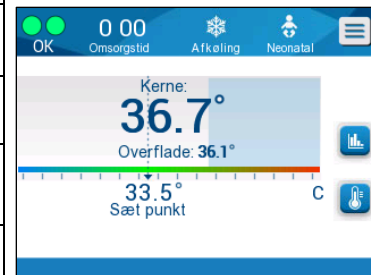 OK
0 00
Omsorgstid
Afkøling
Neonatal
Kerne:
36.7°
Overflade: 36.1°
33.5°
C
Sæt punkt